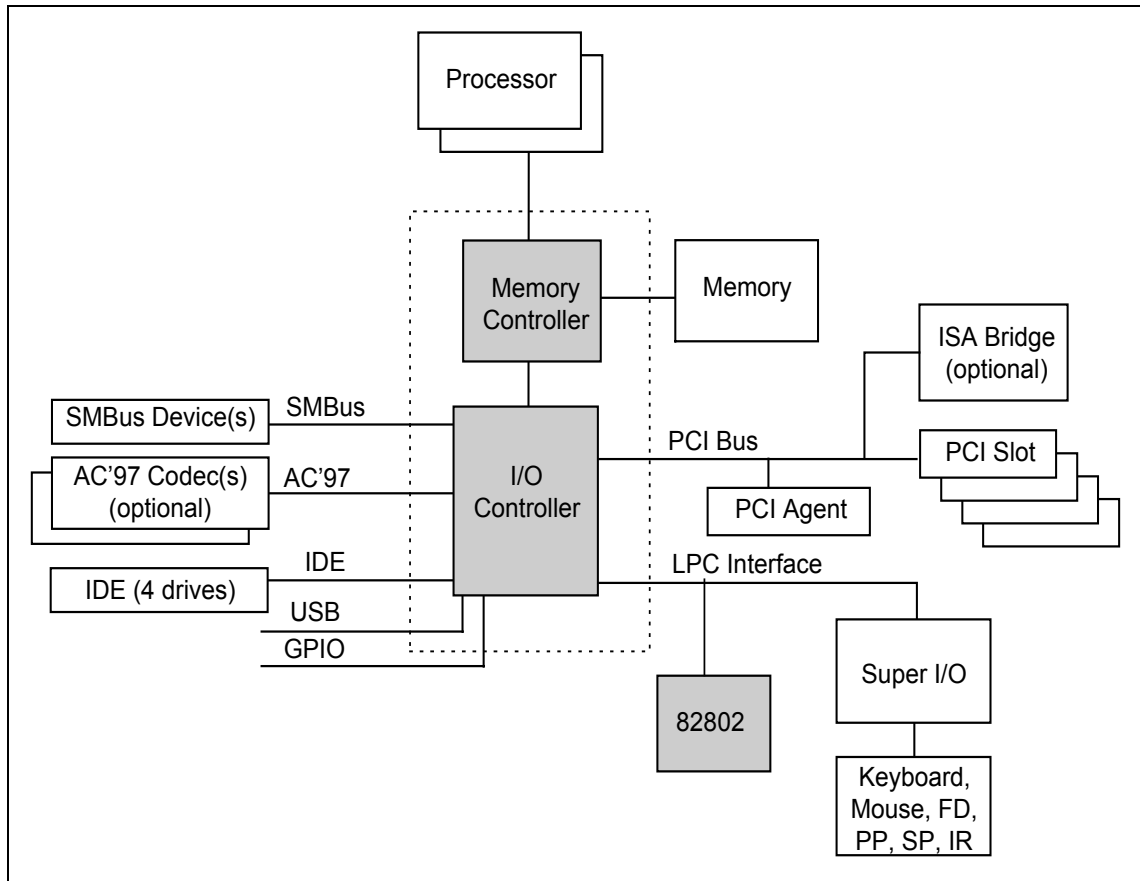 Processor
Memory
Controller
Memory
ISA Bridge
(optional)
SMBus Device(s)
SMBus
AC'97 Codec(s)
(optional)
AC'97
I/O
Controller
PCI Bus
PCI Slot
PCI Agent
IDE (4 drives)
IDE
LPC Interface
USB
GPIO
82802
Super I/O
Keyboard,
Mouse, FD,
PP, SP, IR